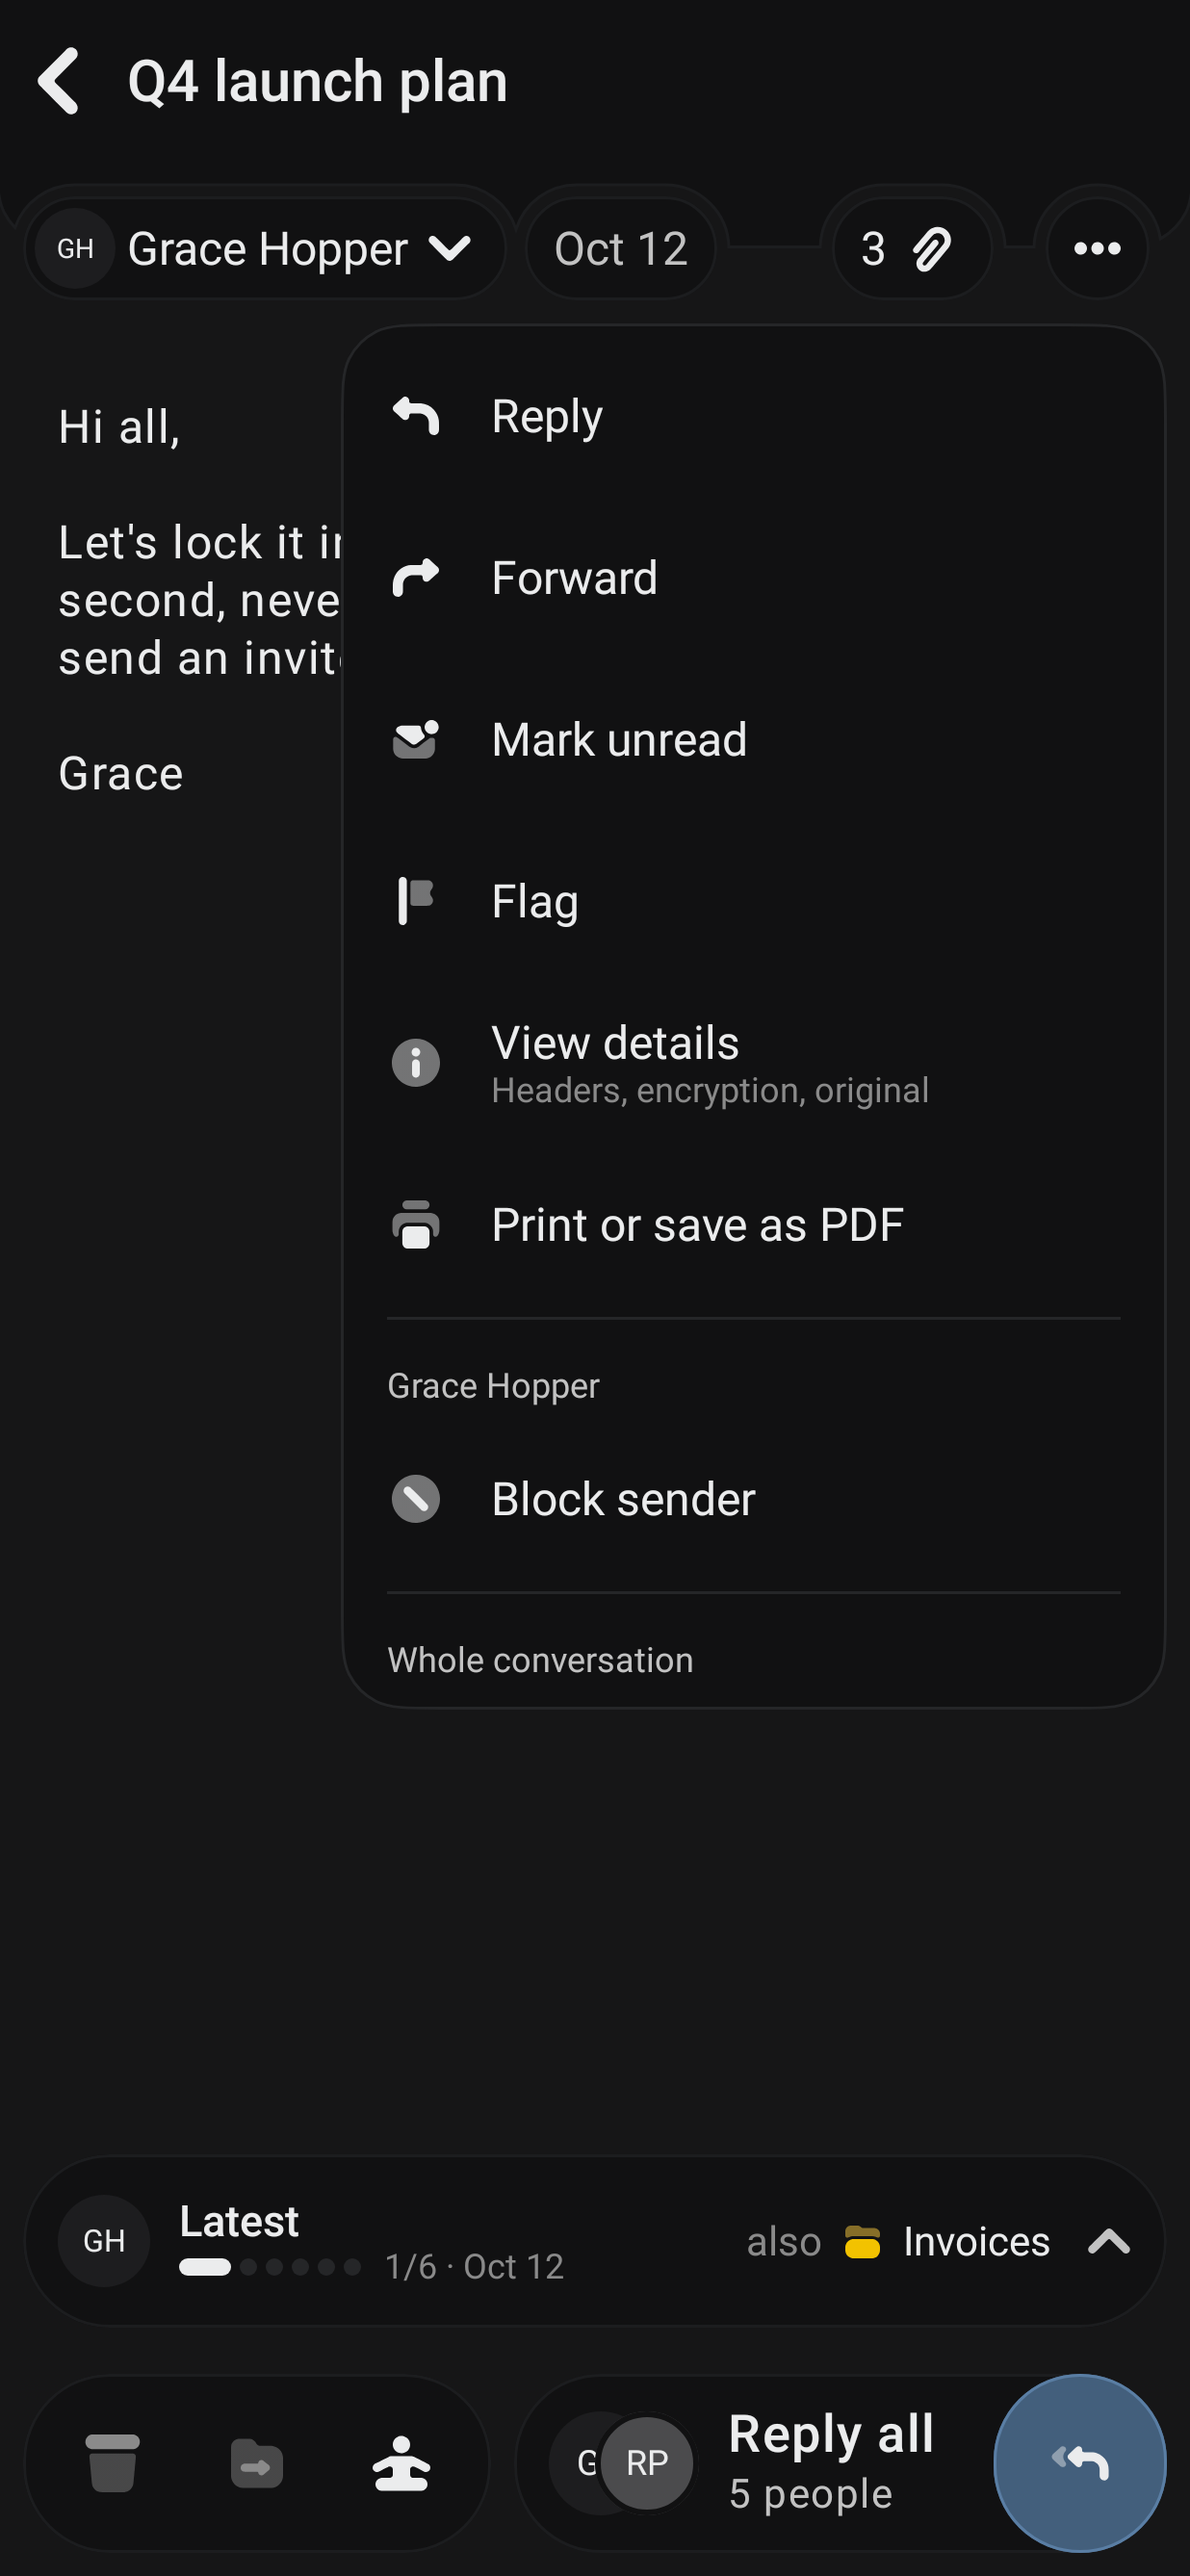 Q4 launch plan
GH Grace Hopper Oct 12 3
Hi all,
Let's lock it
second,
send an
Grace
Reply
Forward
Mark unread
Flag
View details
Headers, encryption, original
Print or save as PDF
Grace Hopper
Block sender
Whole conversation
GH
Latest
1/6 · Oct 12
also Invoices
RP
Reply all
5 people